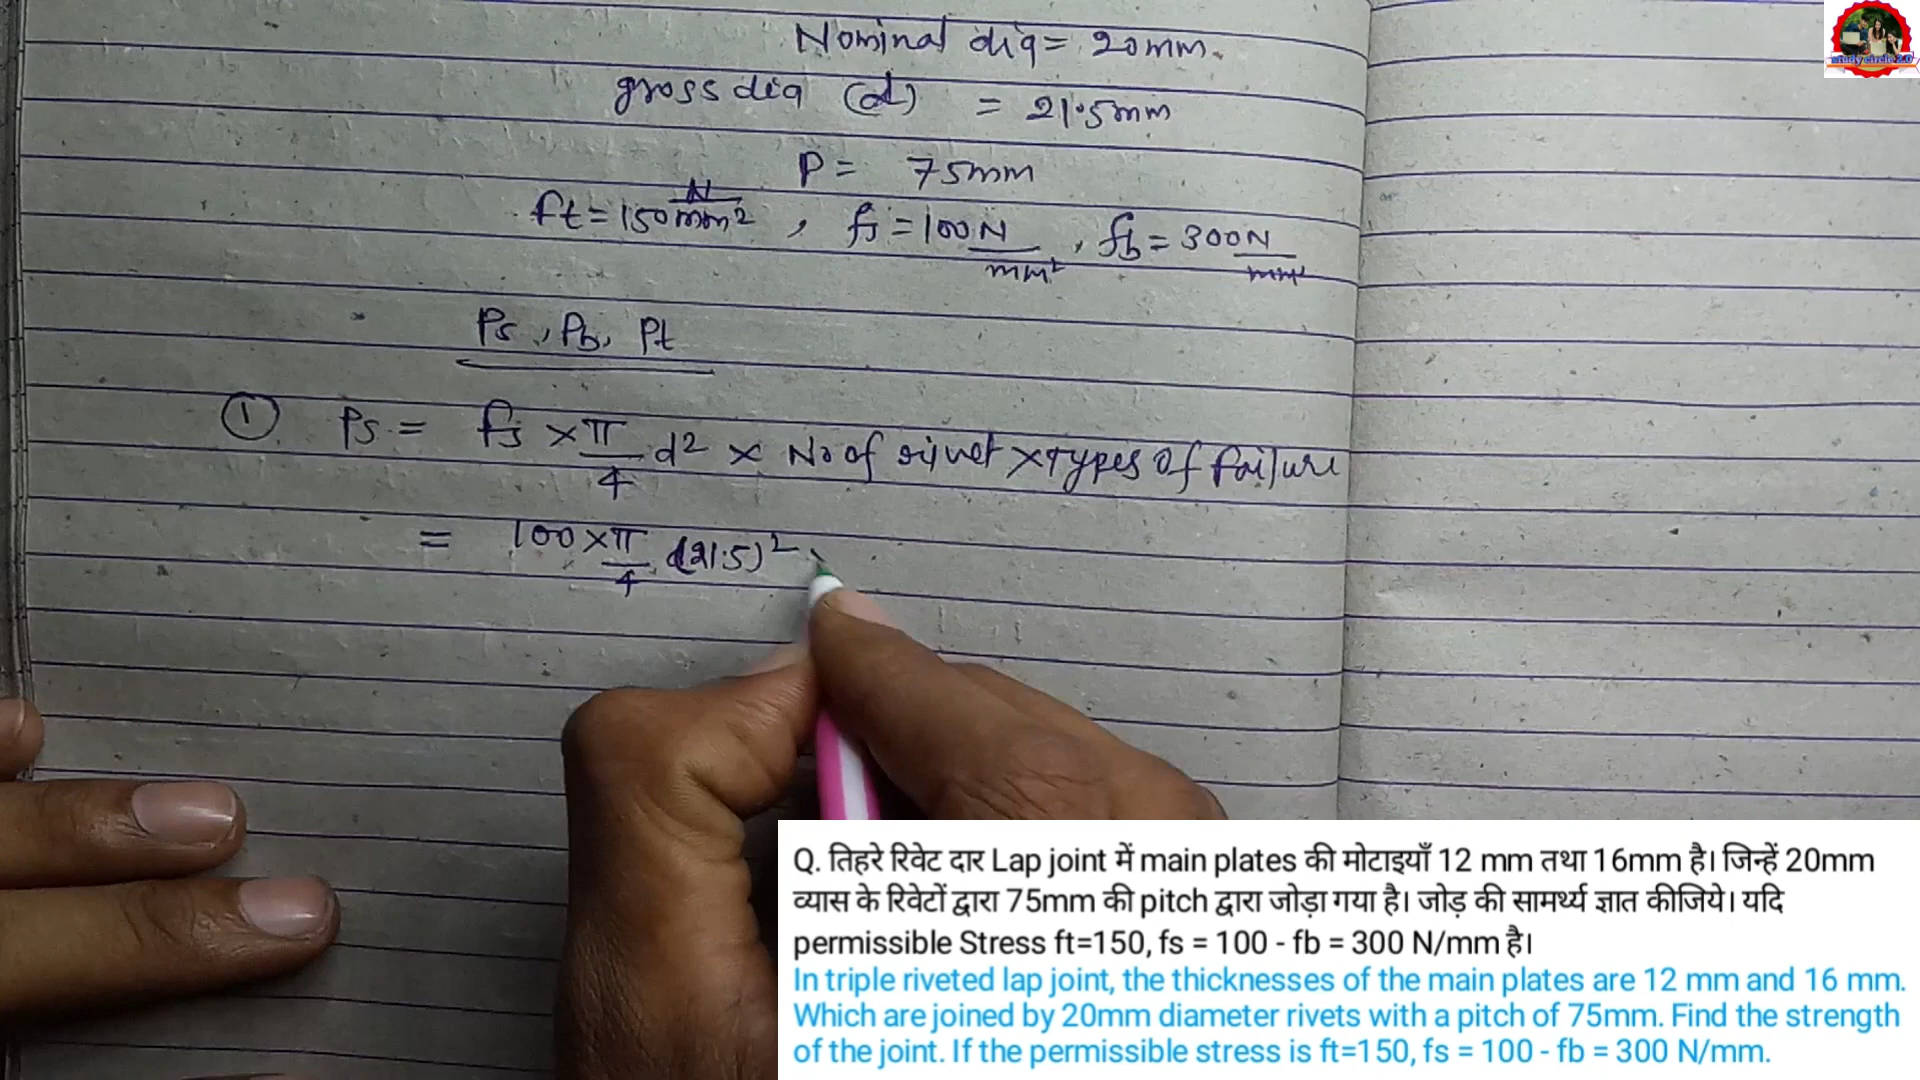 Nominal dia = 20mm.
gross dia (d) = 21.5mm
P = 75mm
ft = 150 N/mm² , fs = 100 N/mm² , fb = 300 N/mm²
Ps , Pb, Pt
① Ps = fs × π/4 d² × No of rivet × Types of failure
= 100 × π/4 (21.5)²
study circle 2.0
Q. तिहरे रिवेट दार Lap joint में main plates की मोटाइयाँ 12 mm तथा 16mm है। जिन्हें 20mm
व्यास के रिवेटों द्वारा 75mm की pitch द्वारा जोड़ा गया है। जोड़ की सामर्थ्य ज्ञात कीजिये। यदि
permissible Stress ft=150, fs = 100 - fb = 300 N/mm है।
In triple riveted lap joint, the thicknesses of the main plates are 12 mm and 16 mm.
Which are joined by 20mm diameter rivets with a pitch of 75mm. Find the strength
of the joint. If the permissible stress is ft=150, fs = 100 - fb = 300 N/mm.